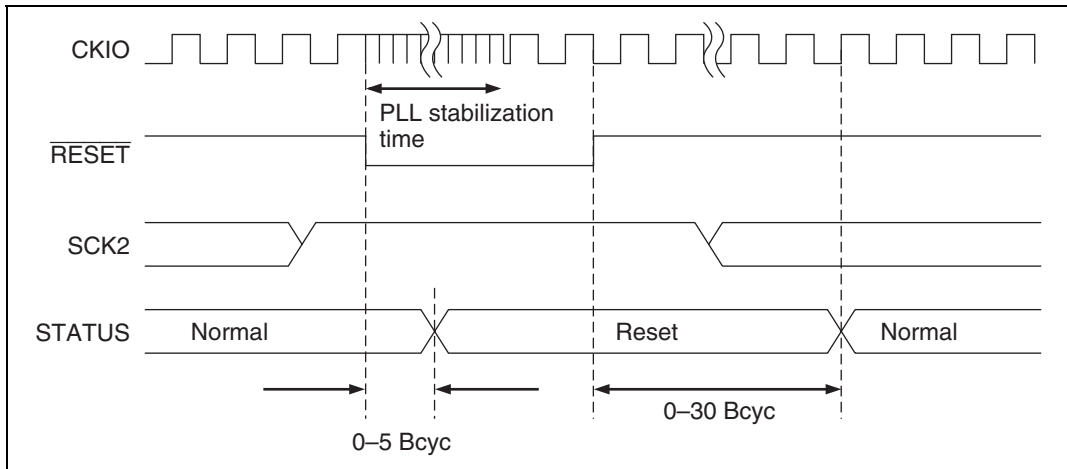 CKIO
PLL stabilization
time
RESET
SCK2
STATUS
Normal
Reset
Normal
0–5 Bcyc
0–30 Bcyc